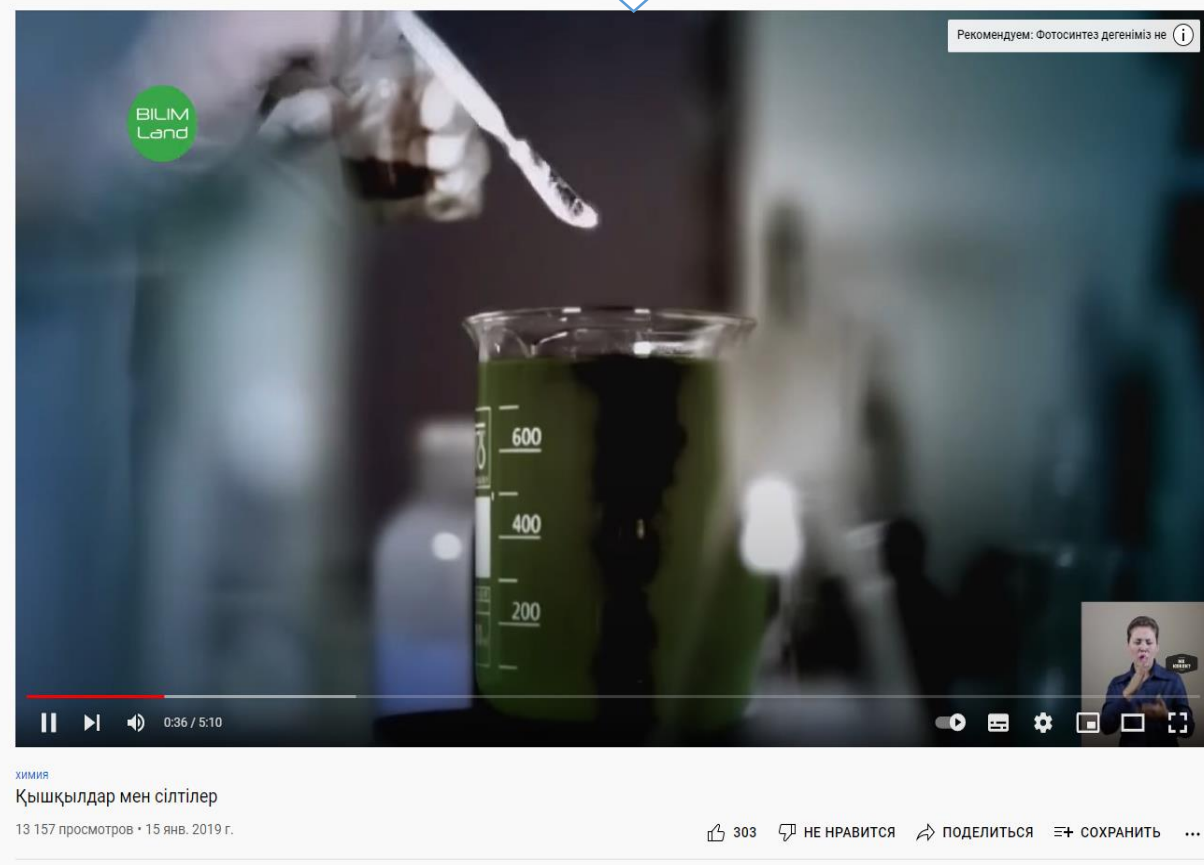 Рекомендуем: Фотосинтез дегеніміз не
BILIM
Land
600
400
200
0:36 / 5:10
химия
Қышқылдар мен сілтілер
13 157 просмотров • 15 янв. 2019 г.
303 НЕ НРАВИТСЯ ПОДЕЛИТЬСЯ СОХРАНИТЬ